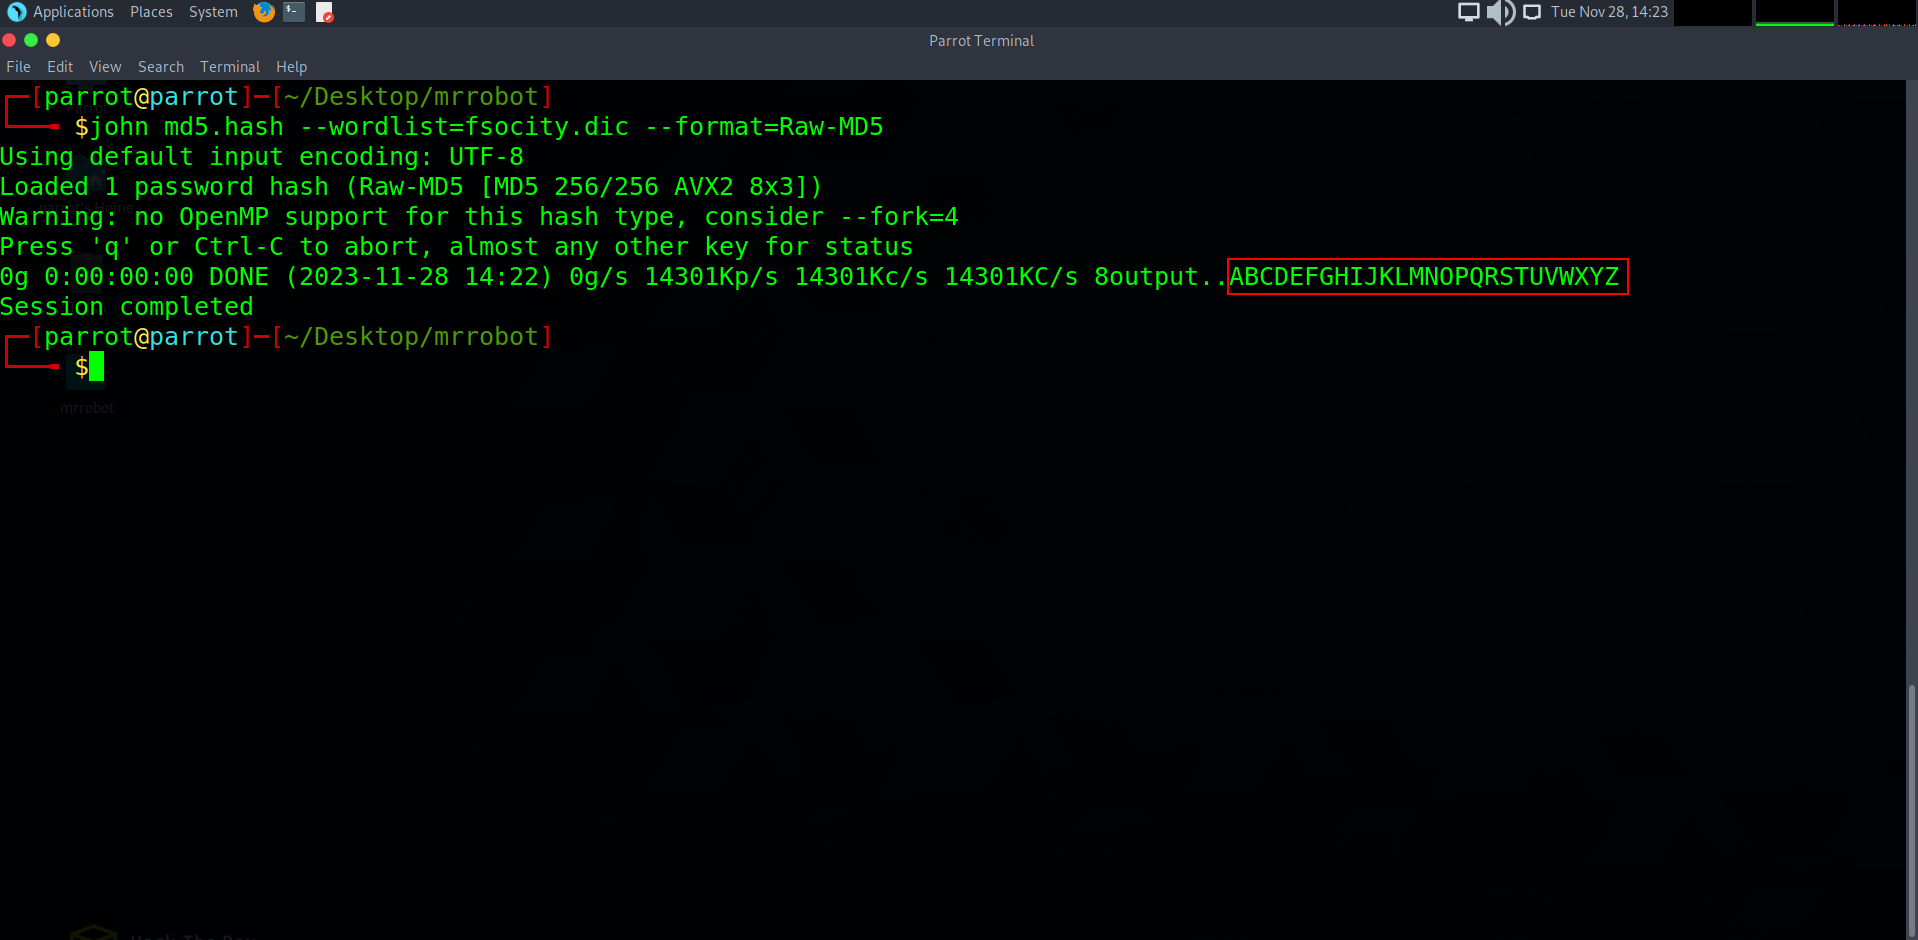 Applications Places System Tue Nov 28, 14:23
Parrot Terminal
File Edit View Search Terminal Help
┌─[parrot@parrot]─[~/Desktop/mrrobot]
└──╼ $john md5.hash --wordlist=fsocity.dic --format=Raw-MD5
Using default input encoding: UTF-8
Loaded 1 password hash (Raw-MD5 [MD5 256/256 AVX2 8x3])
Warning: no OpenMP support for this hash type, consider --fork=4
Press 'q' or Ctrl-C to abort, almost any other key for status
0g 0:00:00:00 DONE (2023-11-28 14:22) 0g/s 14301Kp/s 14301Kc/s 14301KC/s 8output..ABCDEFGHIJKLMNOPQRSTUVWXYZ
Session completed
┌─[parrot@parrot]─[~/Desktop/mrrobot]
└──╼ $
mrrobot